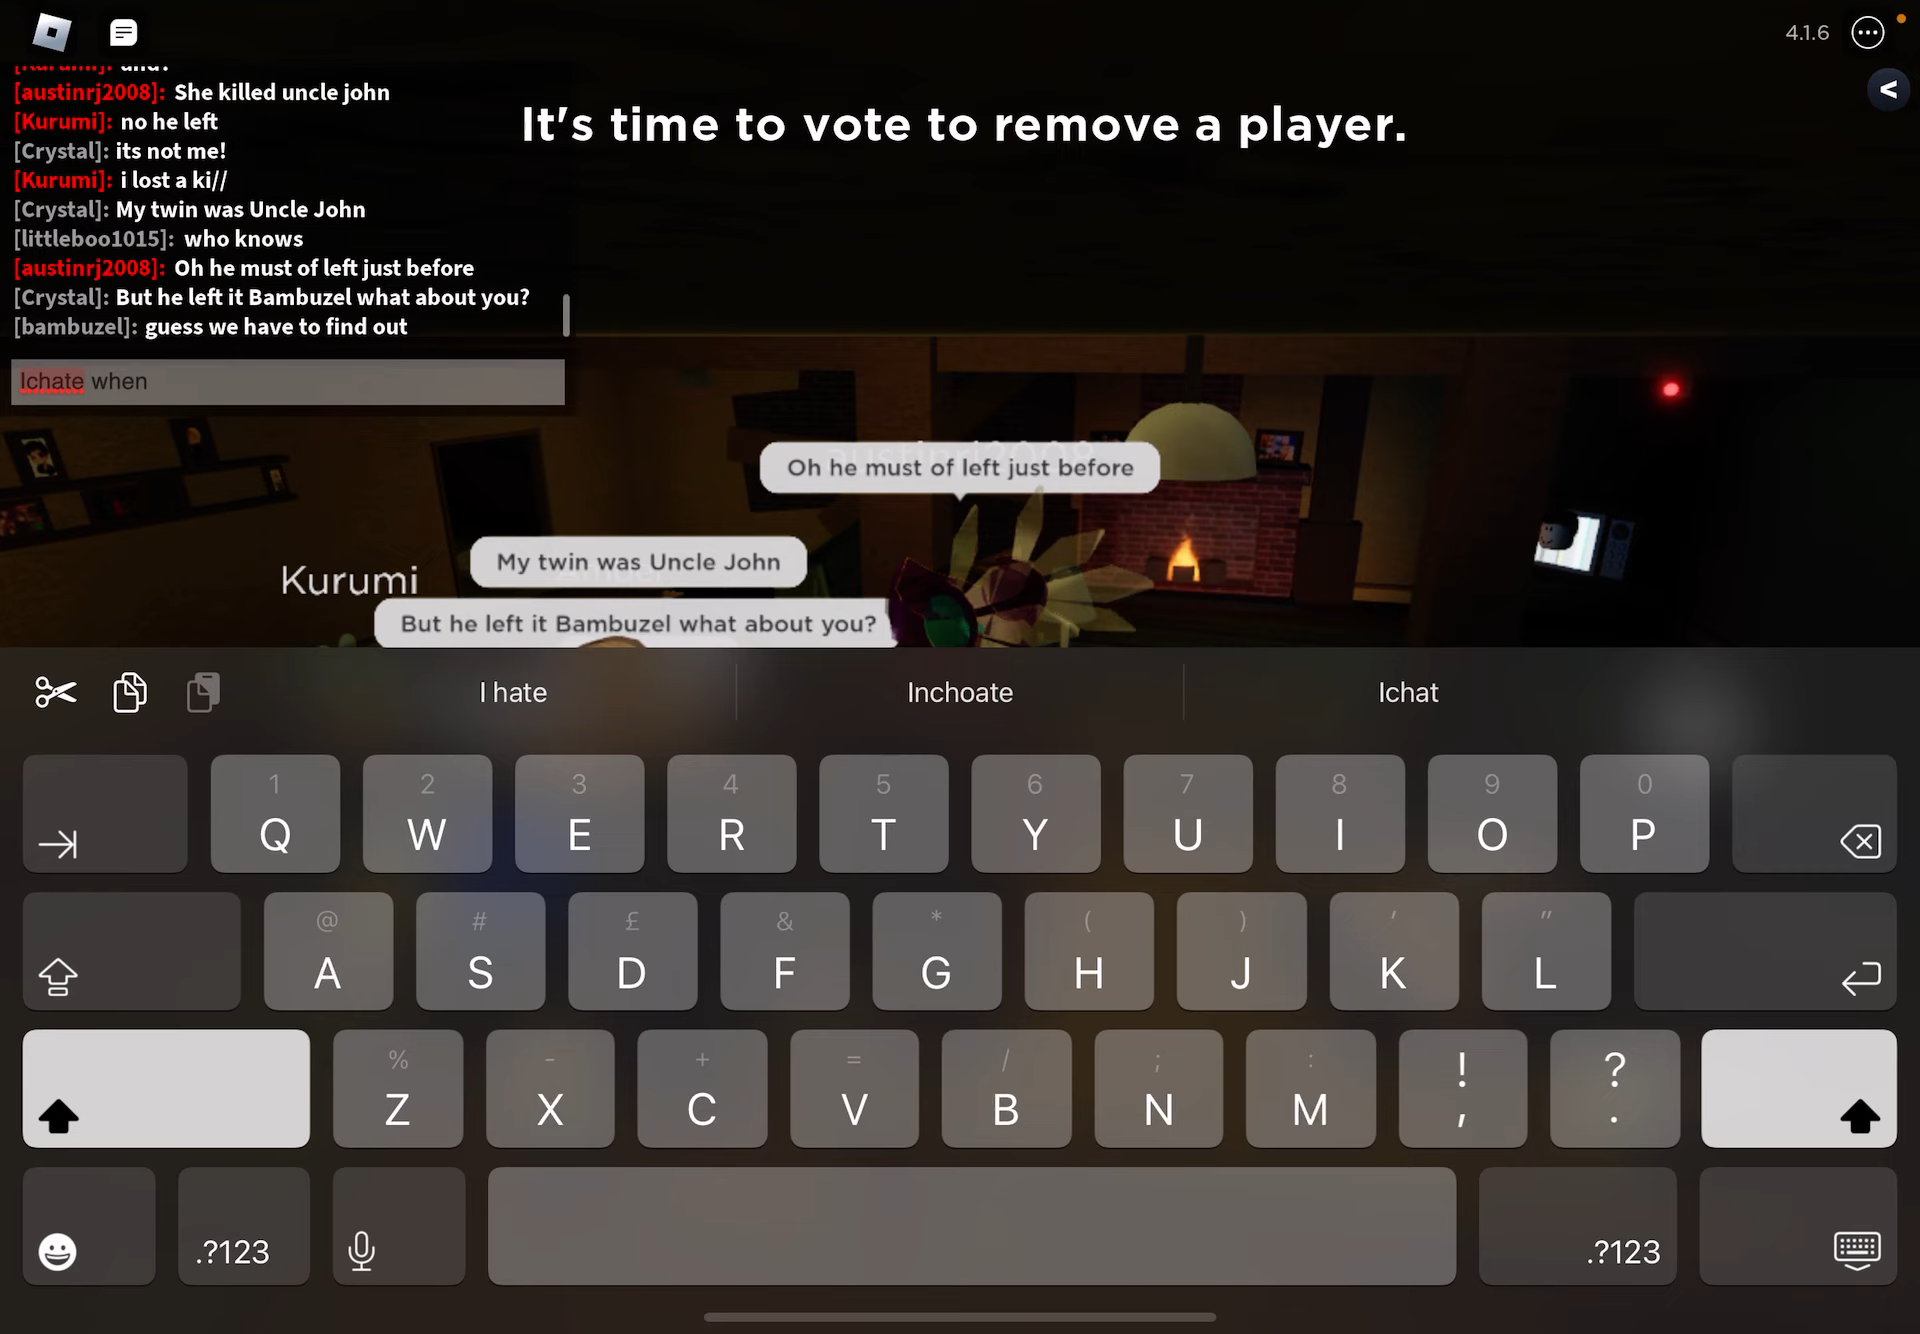 4.1.6
[Kurumi]: and?
[austinrj2008]: She killed uncle john
[Kurumi]: no he left
[Crystal]: its not me!
[Kurumi]: i lost a ki//
[Crystal]: My twin was Uncle John
[littleboo1015]: who knows
[austinrj2008]: Oh he must of left just before
[Crystal]: But he left it Bambuzel what about you?
[bambuzel]: guess we have to find out
Ichate when
It's time to vote to remove a player.
austinrj2008
Oh he must of left just before
My twin was Uncle John
Kurumi
But he left it Bambuzel what about you?
I hate
Inchoate
Ichat
1 2 3 4 5 6 7 8 9 0
Q W E R T Y U I O P
@ # £ & * ( ) ' "
A S D F G H J K L
% - + = / ; : ! ?
Z X C V B N M , .
.?123 .?123